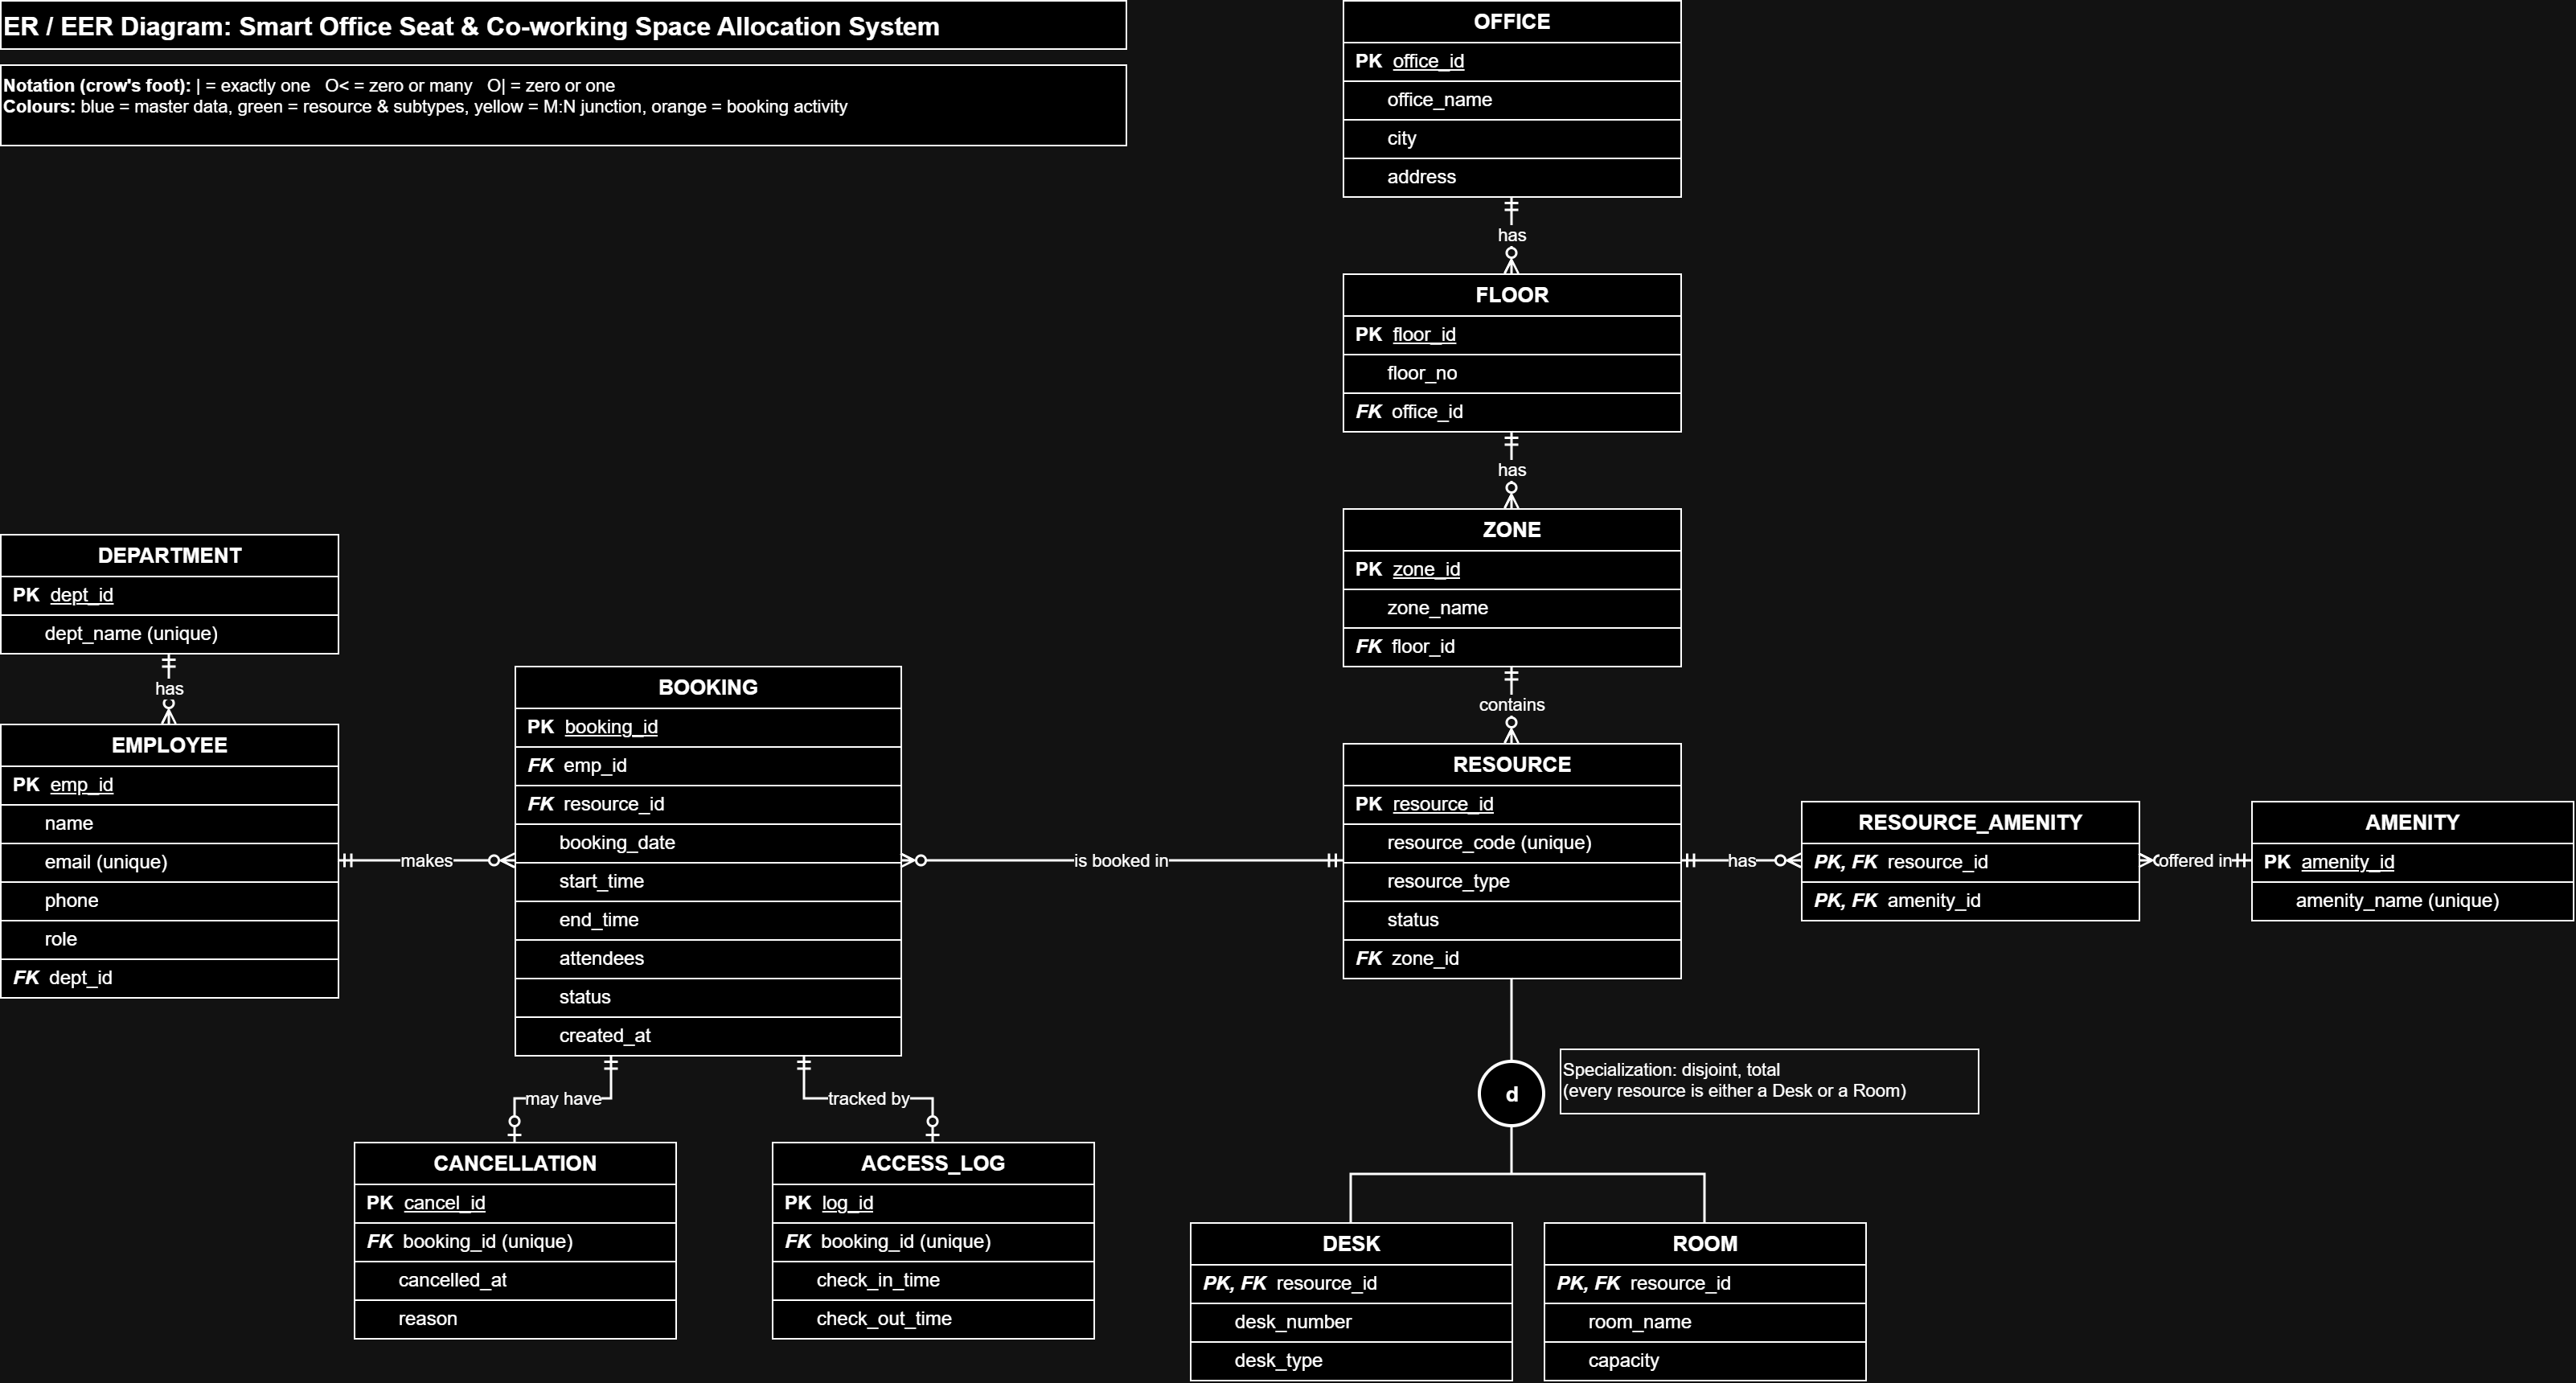 ER / EER Diagram: Smart Office Seat & Co-working Space Allocation System
Notation (crow's foot): | = exactly one   O< = zero or many   O| = zero or one
Colours: blue = master data, green = resource & subtypes, yellow = M:N junction, orange = booking activity
OFFICE
PK office_id
office_name
city
address
has
FLOOR
PK floor_id
floor_no
FK office_id
has
ZONE
PK zone_id
zone_name
FK floor_id
contains
DEPARTMENT
PK dept_id
dept_name (unique)
has
EMPLOYEE
PK emp_id
name
email (unique)
phone
role
FK dept_id
makes
BOOKING
PK booking_id
FK emp_id
FK resource_id
booking_date
start_time
end_time
attendees
status
created_at
is booked in
RESOURCE
PK resource_id
resource_code (unique)
resource_type
status
FK zone_id
has
RESOURCE_AMENITY
PK, FK resource_id
PK, FK amenity_id
offered in
AMENITY
PK amenity_id
amenity_name (unique)
may have
tracked by
CANCELLATION
PK cancel_id
FK booking_id (unique)
cancelled_at
reason
ACCESS_LOG
PK log_id
FK booking_id (unique)
check_in_time
check_out_time
d
Specialization: disjoint, total
(every resource is either a Desk or a Room)
DESK
PK, FK resource_id
desk_number
desk_type
ROOM
PK, FK resource_id
room_name
capacity